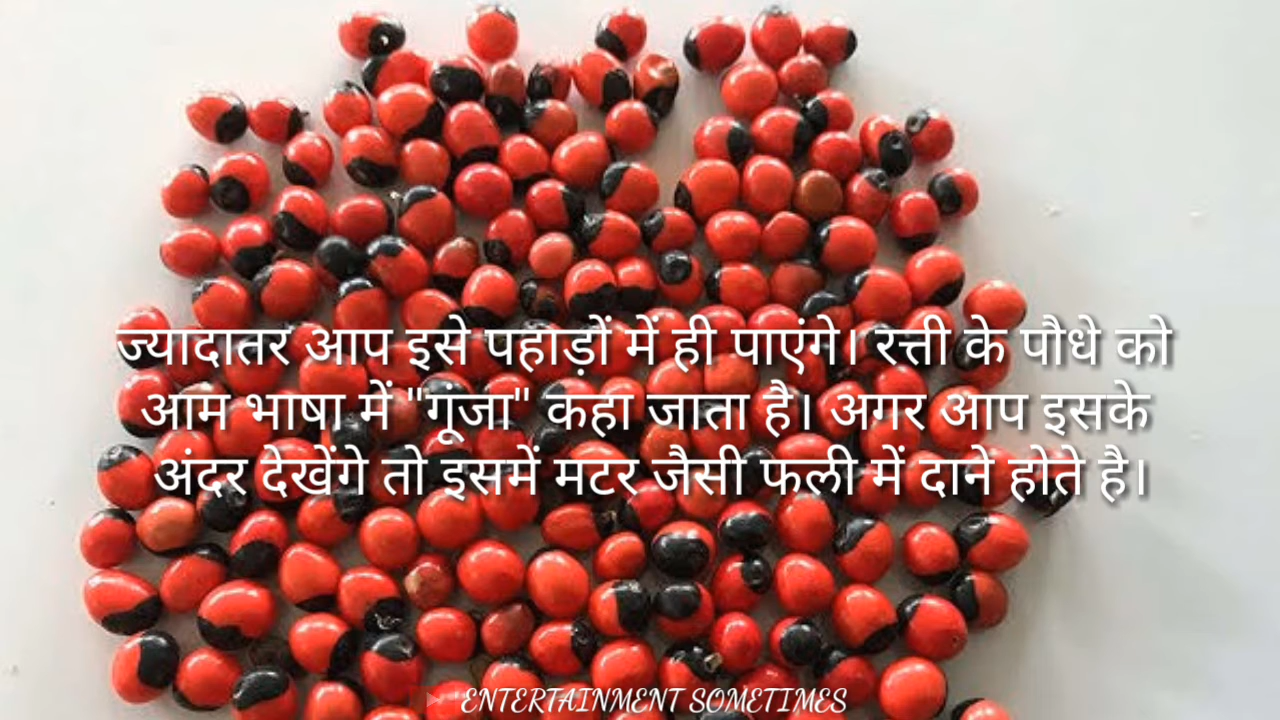 ज्यादातर आप इसे पहाड़ों में ही पाएंगे। रत्ती के पौधे को
आम भाषा में "गूंजा" कहा जाता है। अगर आप इसके
अंदर देखेंगे तो इसमें मटर जैसी फली में दाने होते है।
ENTERTAINMENT SOMETIMES